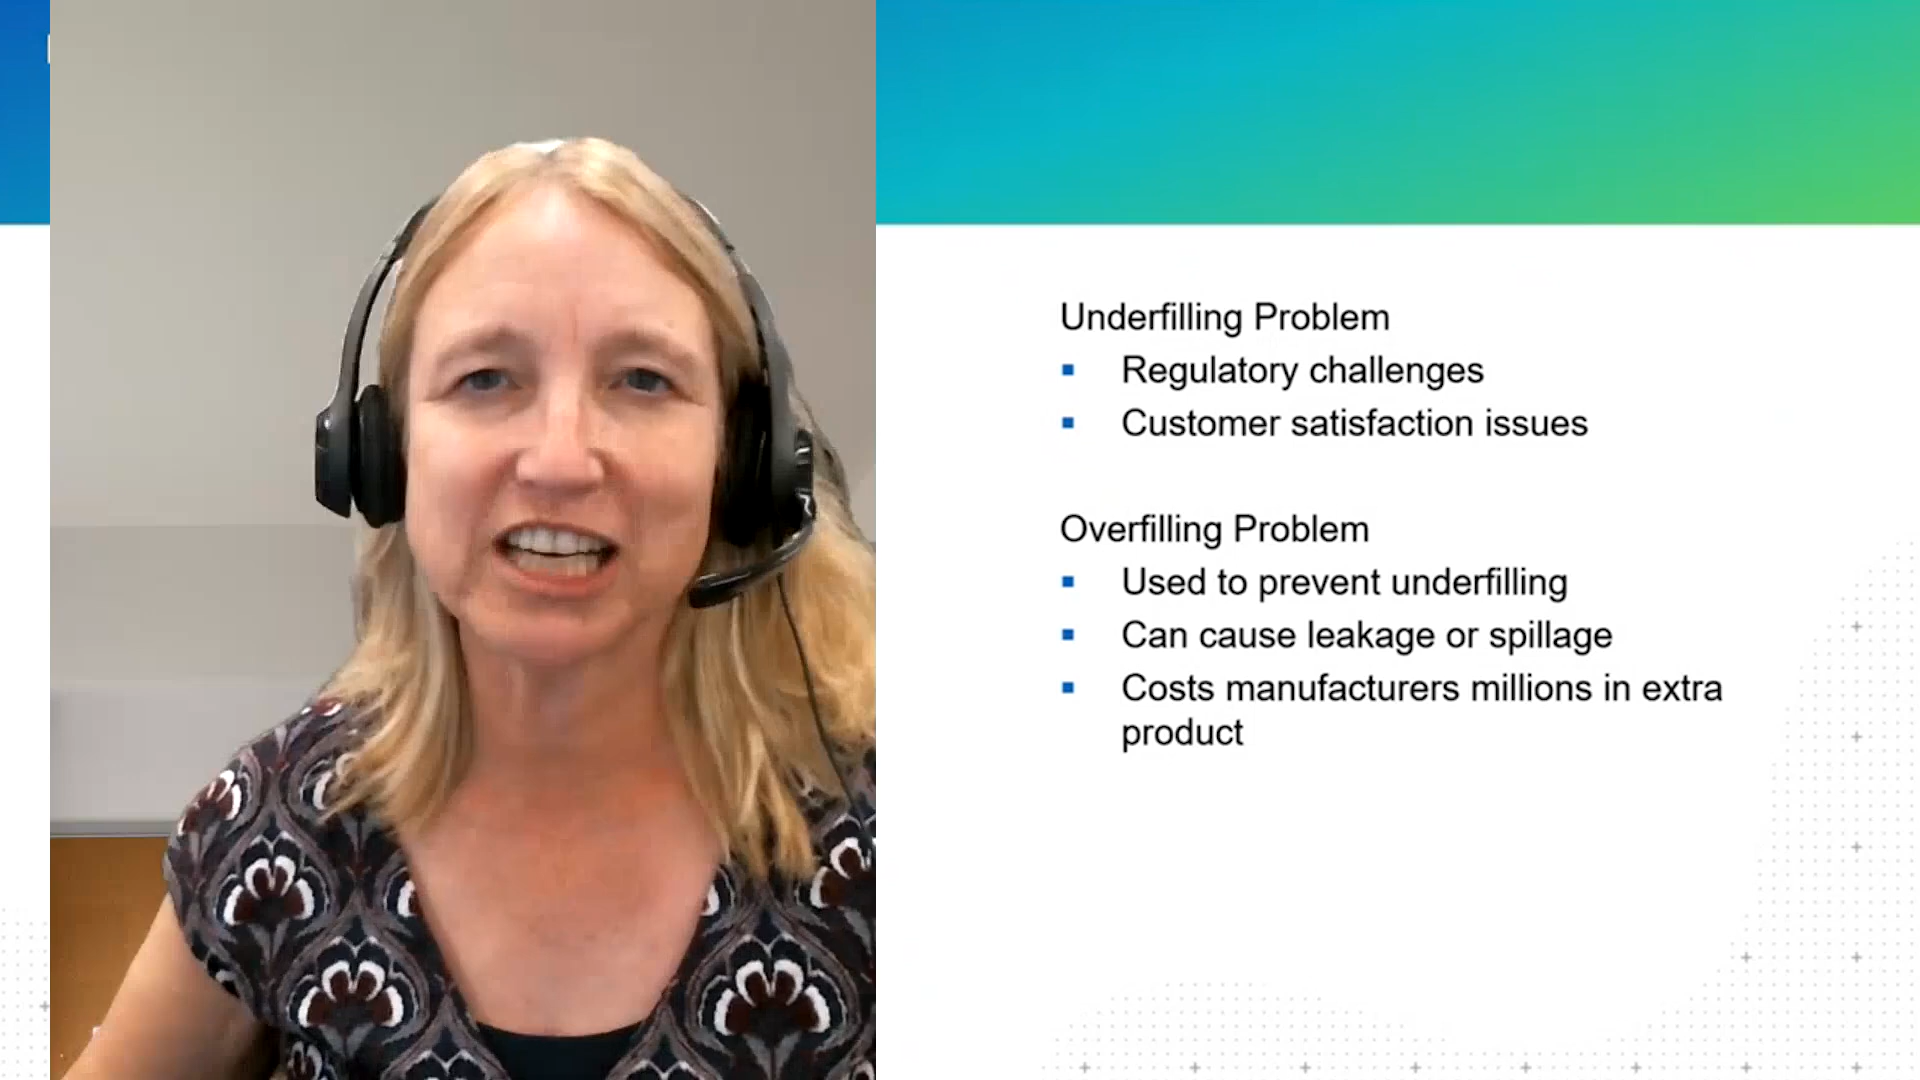 Underfilling Problem
Regulatory challenges
Customer satisfaction issues
Overfilling Problem
Used to prevent underfilling
Can cause leakage or spillage
Costs manufacturers millions in extra
product